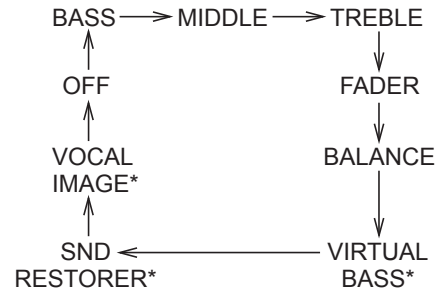 BASS MIDDLE TREBLE
OFF FADER
VOCAL
IMAGE*
BALANCE
SND
RESTORER*
VIRTUAL
BASS*